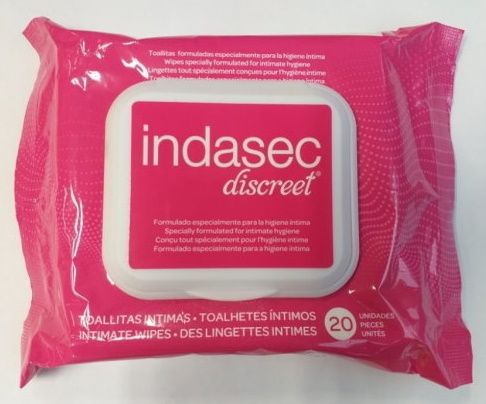 Toallitas formuladas especialmente para la higiene íntima
Wipes specially formulated for intimate hygiene
Lingettes tout spécialement conçues pour l'hygiène intime
indasec
discreet®
Formulado especialmente para la higiene íntima
Specially formulated for intimate hygiene
Conçu tout spécialement pour l'hygiène intime
Formulado especialmente para a higiene íntima
TOALLITAS INTIMAS • TOALHETES ÍNTIMOS
INTIMATE WIPES • DES LINGETTES INTIMES
20
UNIDADES
PIECES
UNITÉS